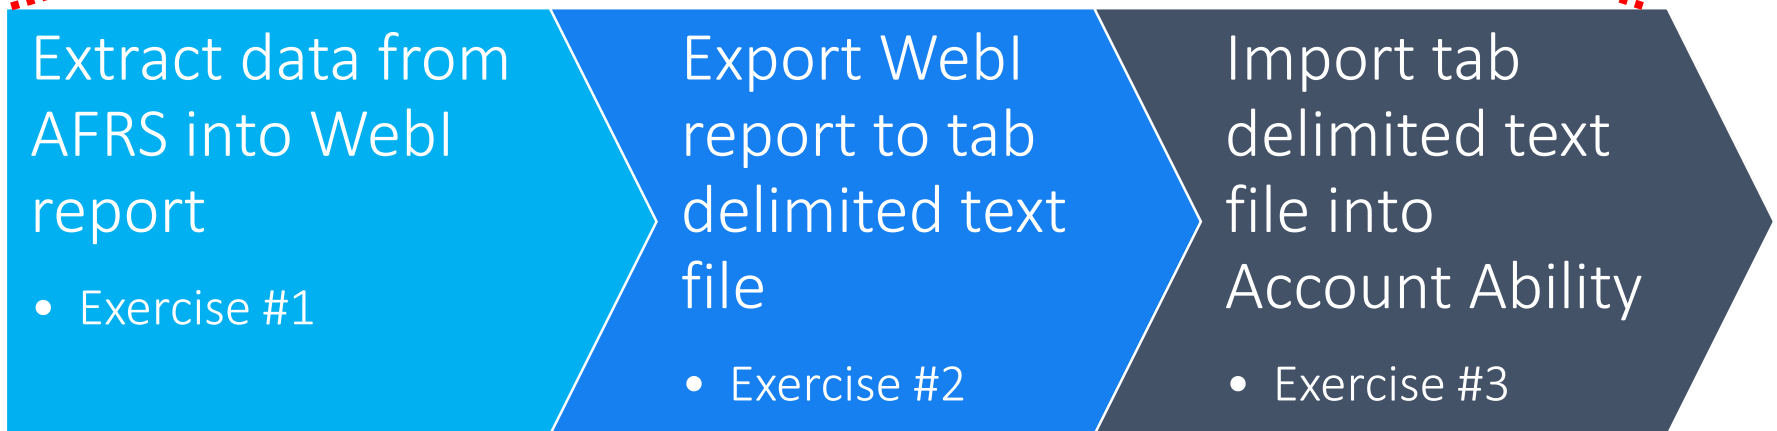 Extract data from
AFRS into WebI
report
• Exercise #1
Export WebI
report to tab
delimited text
file
• Exercise #2
Import tab
delimited text
file into
Account Ability
• Exercise #3